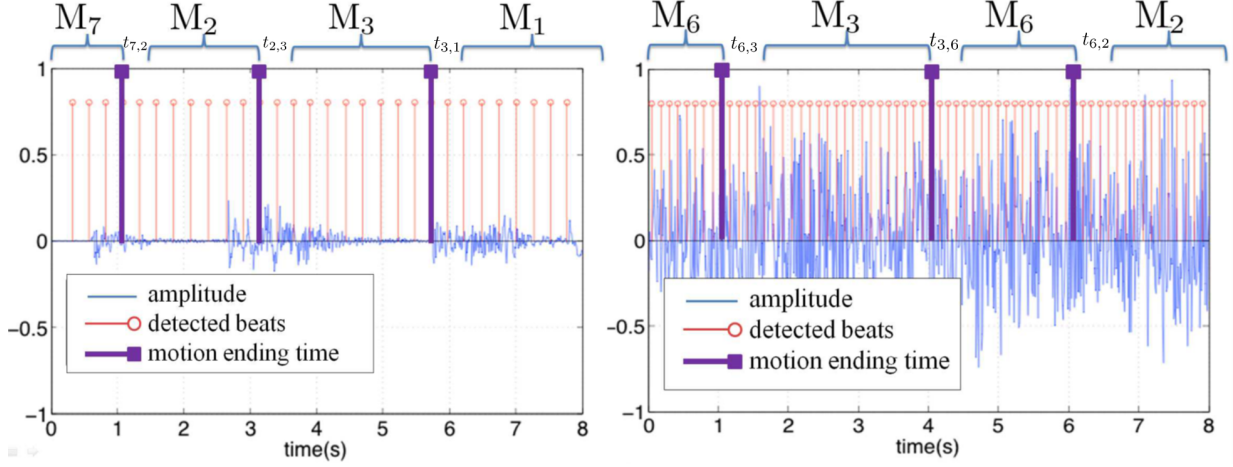 M7 t7,2 M2 t2,3 M3 t3,1 M1
1
0.5
0
−0.5
−1
amplitude
detected beats
motion ending time
0 1 2 3 4 5 6 7 8
time(s)
M6 t6,3 M3 t3,6 M6 t6,2 M2
1
0.5
0
−0.5
−1
amplitude
detected beats
motion ending time
0 1 2 3 4 5 6 7 8
time(s)